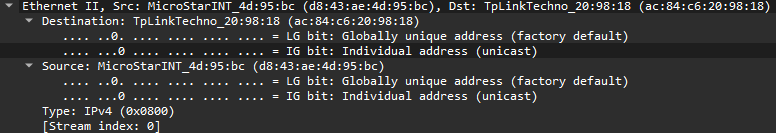 Ethernet II, Src: MicroStarINT_4d:95:bc (d8:43:ae:4d:95:bc), Dst: TpLinkTechno_20:98:18 (ac:84:c6:20:98:18)
Destination: TpLinkTechno_20:98:18 (ac:84:c6:20:98:18)
.... ..0. .... .... .... .... = LG bit: Globally unique address (factory default)
.... ...0 .... .... .... .... = IG bit: Individual address (unicast)
Source: MicroStarINT_4d:95:bc (d8:43:ae:4d:95:bc)
.... ..0. .... .... .... .... = LG bit: Globally unique address (factory default)
.... ...0 .... .... .... .... = IG bit: Individual address (unicast)
Type: IPv4 (0x0800)
[Stream index: 0]